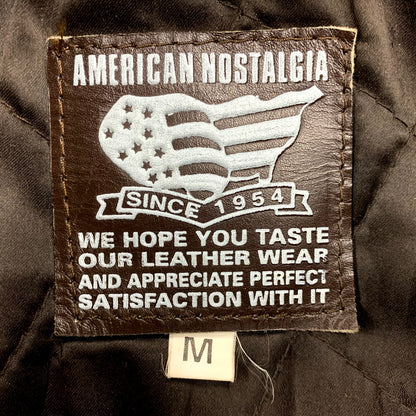 AMERICAN NOSTALGIA
SINCE 1954
WE HOPE YOU TASTE
OUR LEATHER WEAR
AND APPRECIATE PERFECT
SATISFACTION WITH IT
M